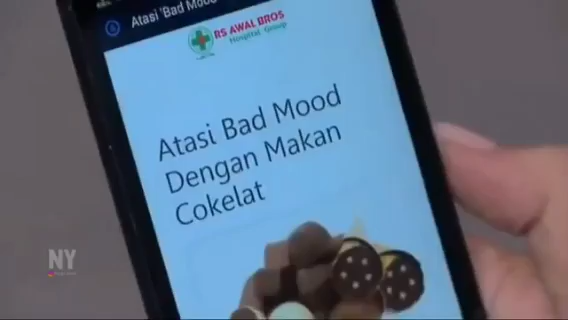 Atasi 'Bad Mood
RS AWAL BROS
Hospital Group
Atasi Bad Mood
Dengan Makan
Cokelat
NY